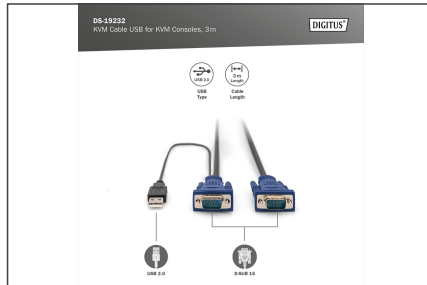 DS-19232
KVM Cable USB for KVM Consoles, 3 m
DIGITUS®
USB 2.0
3 m
Length
USB
Type
Cable
Length
USB 2.0
D-SUB 15